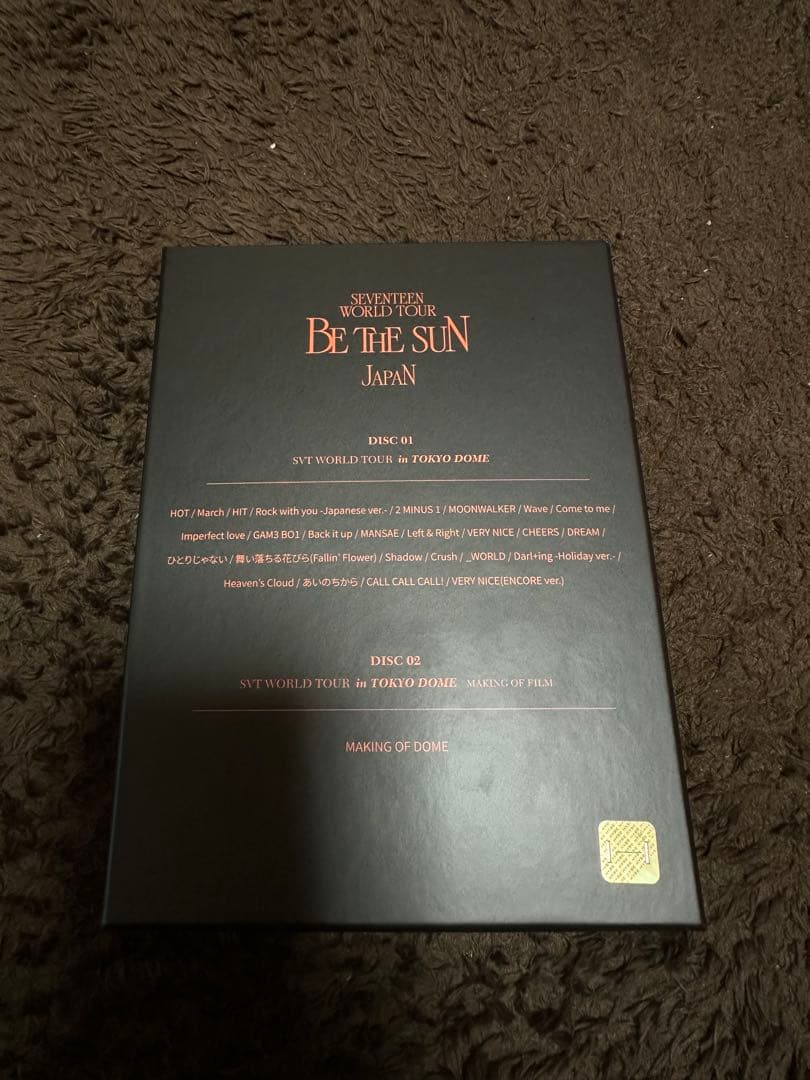 SEVENTEEN
WORLD TOUR
BE THE SUN
JAPAN
DISC 01
SVT WORLD TOUR in TOKYO DOME
HOT / March / HIT / Rock with you -Japanese ver.- / 2 MINUS 1 / MOONWALKER / Wave / Come to me /
Imperfect love / GAM3 BO1 / Back it up / MANSAE / Left & Right / VERY NICE / CHEERS / DREAM /
ひとりじゃない / 舞い落ちる花びら(Fallin' Flower) / Shadow / Crush / _WORLD / Darl+ing -Holiday ver.- /
Heaven's Cloud / あいのちから / CALL CALL CALL! / VERY NICE(ENCORE ver.)
DISC 02
SVT WORLD TOUR in TOKYO DOME MAKING OF FILM
MAKING OF DOME